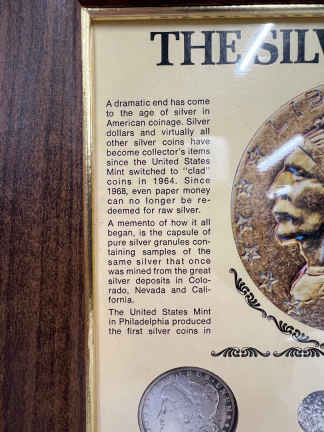 THE SILV
A dramatic end has come
to the age of silver in
American coinage. Silver
dollars and virtually all
other silver coins have
become collector's items
since the United States
Mint switched to "clad"
coins in 1964. Since
1968, even paper money
can no longer be re-
deemed for raw silver.
A memento of how it all
began, is the capsule of
pure silver granules con-
taining samples of the
same silver that once
was mined from the great
silver deposits in Colo-
rado, Nevada and Cali-
fornia.
The United States Mint
in Philadelphia produced
the first silver coins in